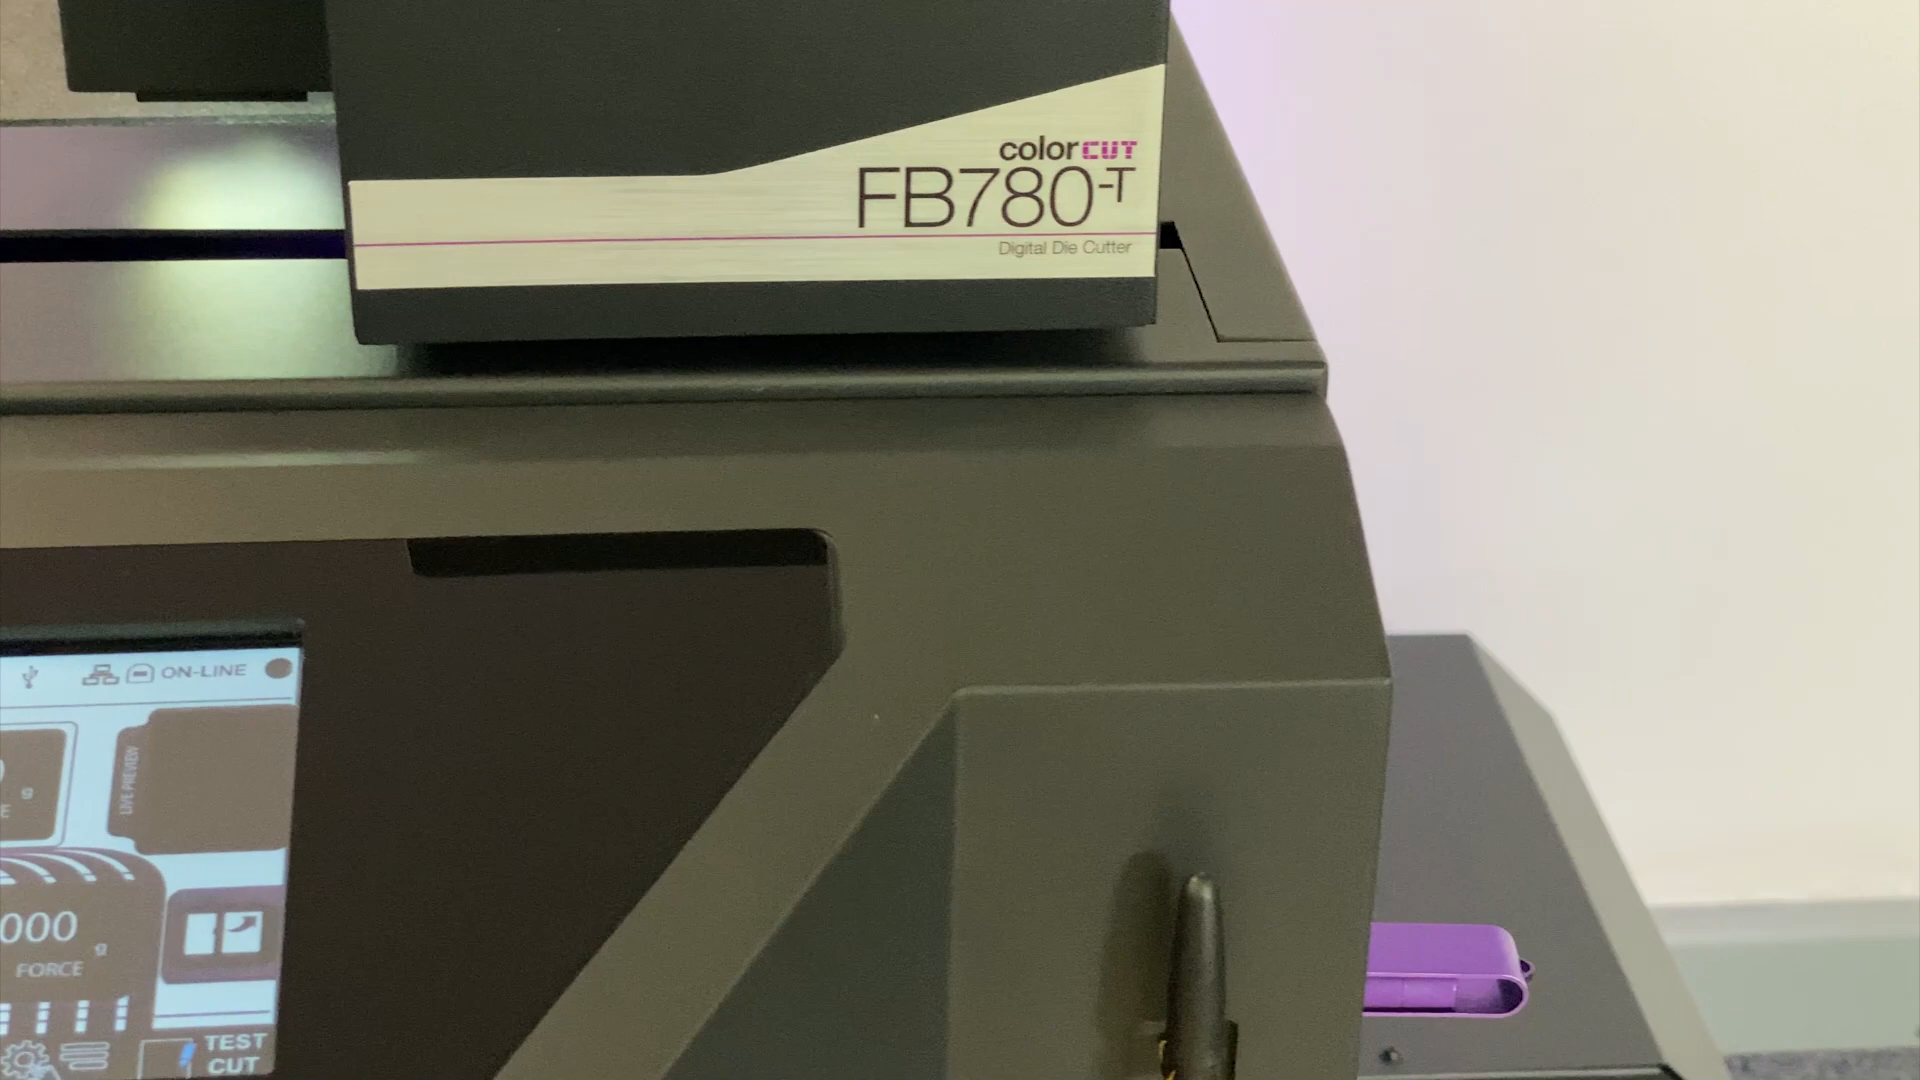 colorCUT
FB780-T
Digital Die Cutter
ON-LINE
LIVE PREVIEW
g
000
g
FORCE
TEST
CUT